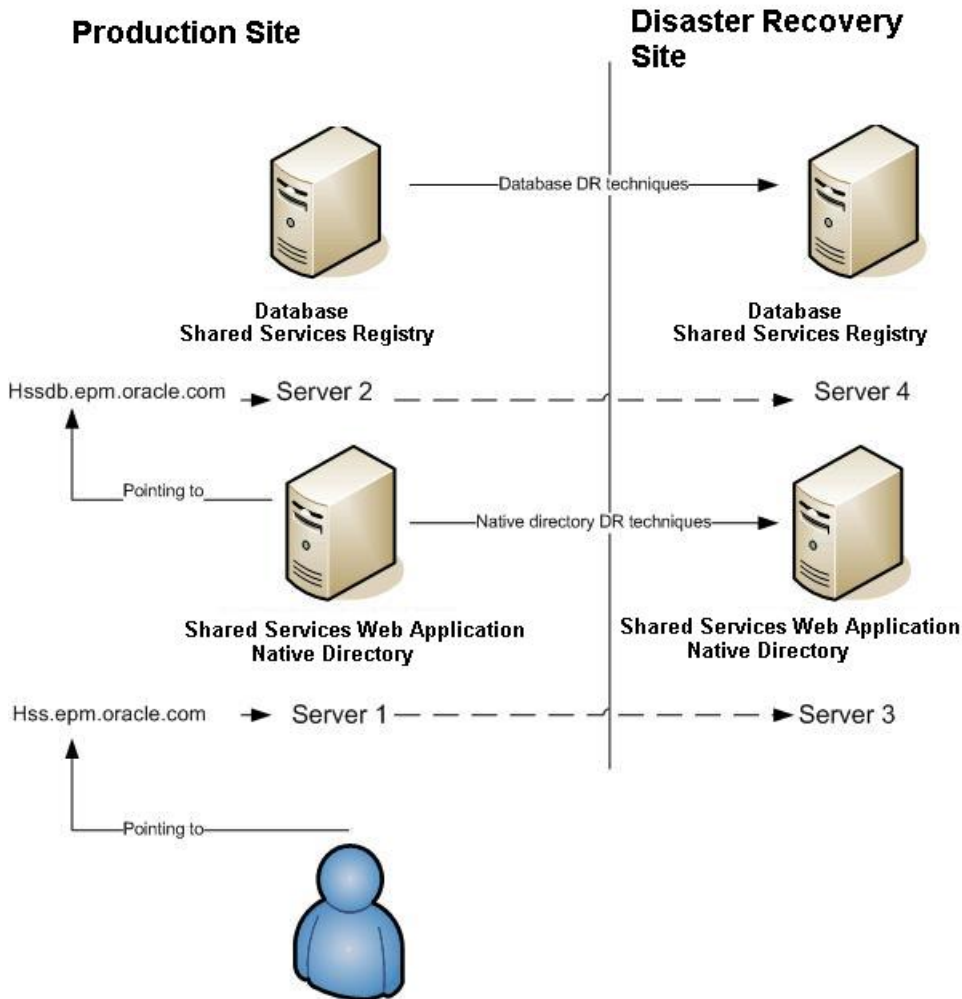 Production Site
Disaster Recovery
Site
Database DR techniques
Database
Shared Services Registry
Database
Shared Services Registry
Hssdb.epm.oracle.com
Server 2
Server 4
Pointing to
Native directory DR techniques
Shared Services Web Application
Native Directory
Shared Services Web Application
Native Directory
Hss.epm.oracle.com
Server 1
Server 3
Pointing to